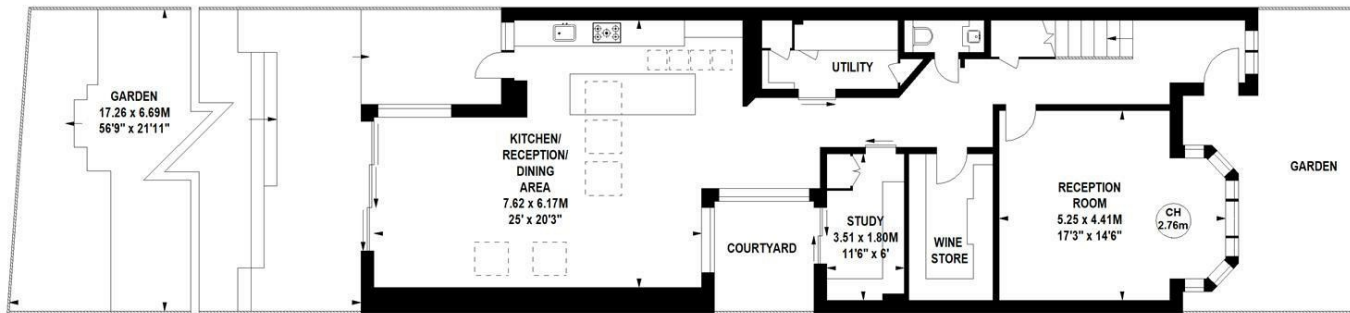 GARDEN
17.26 x 6.69M
56'9" x 21'11"
KITCHEN/
RECEPTION/
DINING
AREA
7.62 x 6.17M
25' x 20'3"
UTILITY
COURTYARD
STUDY
3.51 x 1.80M
11'6" x 6'
WINE
STORE
RECEPTION
ROOM
5.25 x 4.41M
17'3" x 14'6"
CH
2.76m
GARDEN